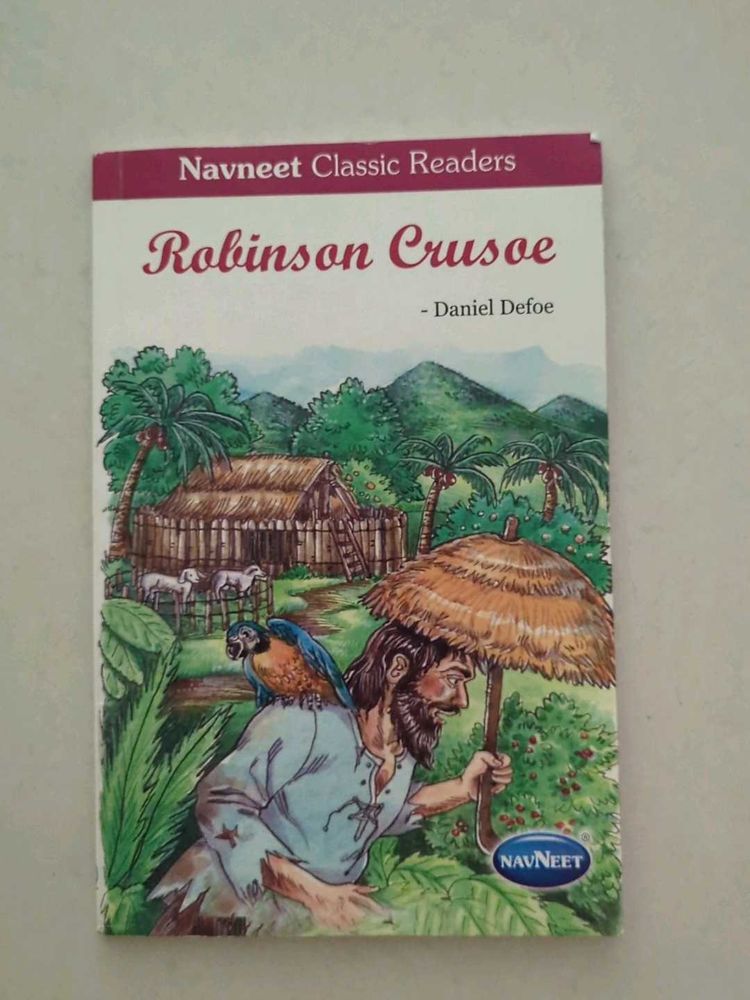 Navneet Classic Readers
Robinson Crusoe
- Daniel Defoe
NAVNEET®